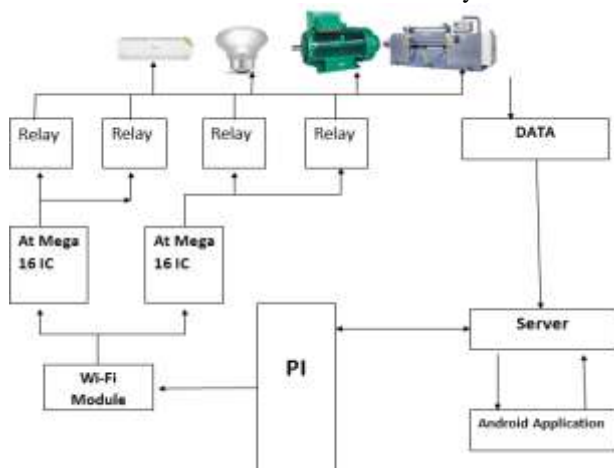 Relay
Relay
Relay
Relay
DATA
At Mega
16 IC
At Mega
16 IC
Server
PI
Wi-Fi
Module
Android Application